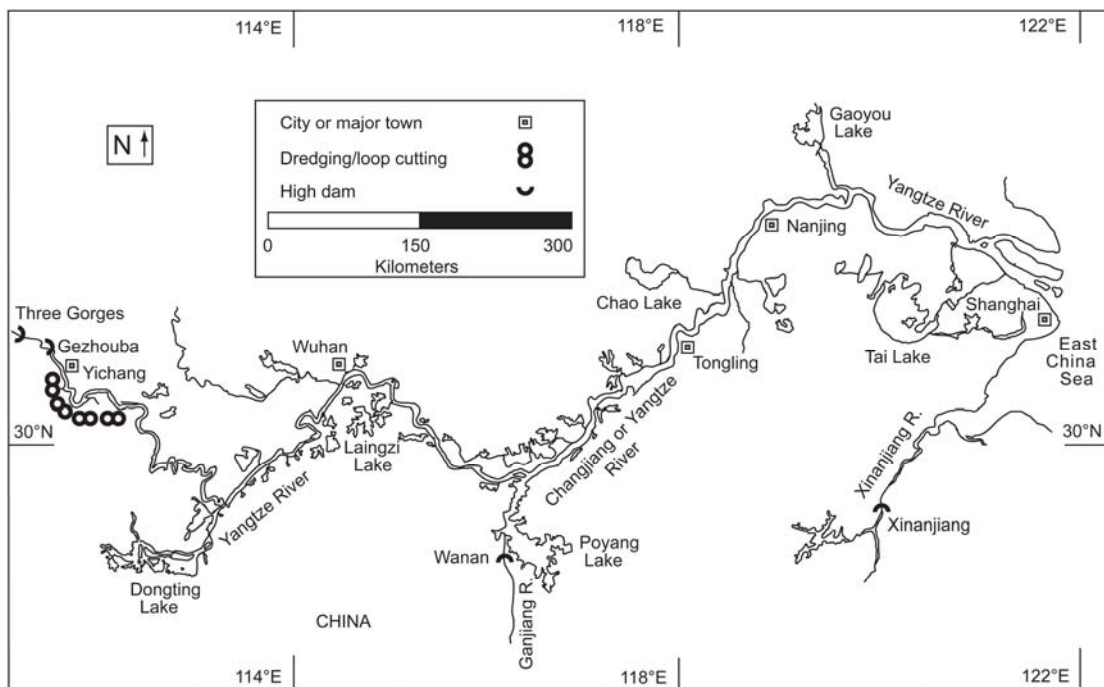 114°E
118°E
122°E
N
City or major town
Dredging/loop cutting
High dam
0
150
300
Kilometers
Gaoyou
Lake
Yangtze River
Nanjing
Chao Lake
Shanghai
Three Gorges
Gezhouba
Yichang
Wuhan
Tongling
Tai Lake
East
China
Sea
30°N
Laingzi
Lake
Changjiang or Yangtze
River
Xinanjiang R.
30°N
Yangtze River
Xinanjiang
Wanan
Poyang
Lake
Dongting
Lake
CHINA
Ganjiang R.
114°E
118°E
122°E